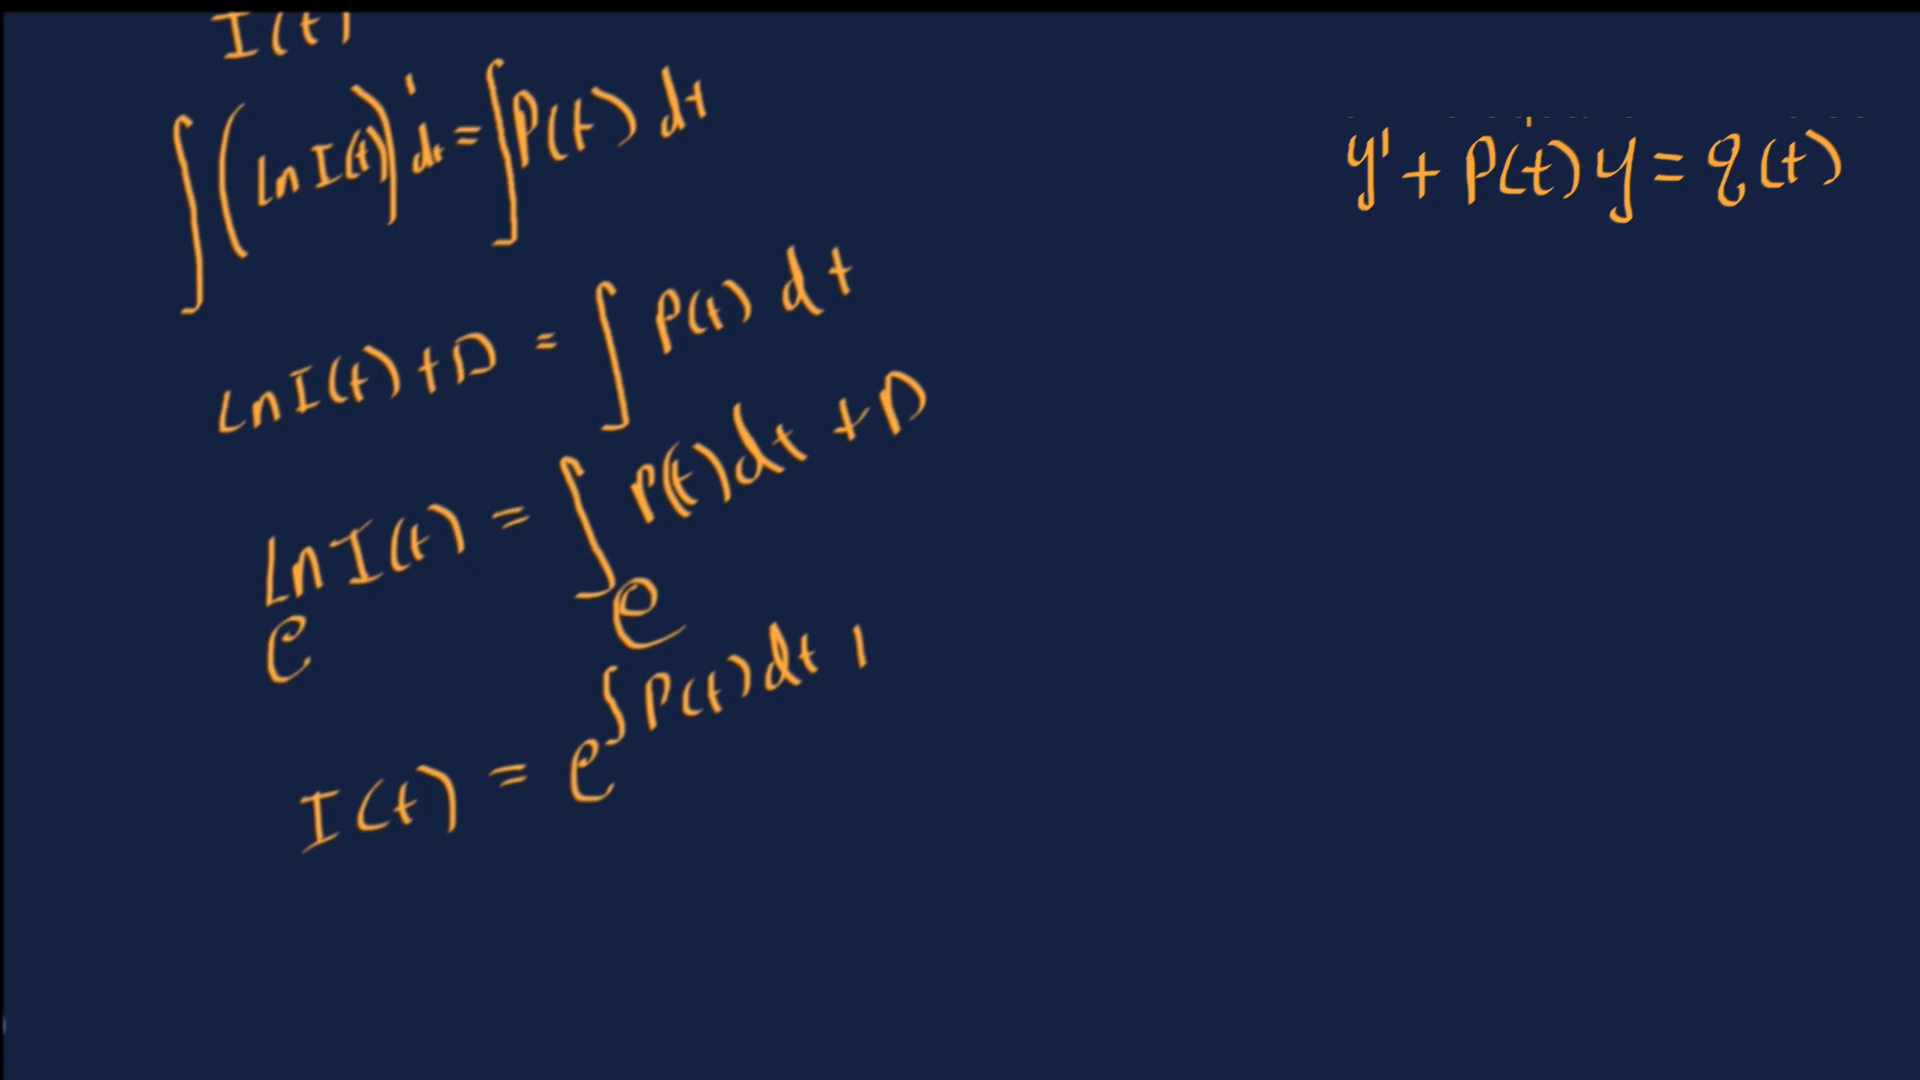 I(t)
∫(ln I(t))' dt = ∫P(t) dt
y' + P(t) y = q(t)
Ln I(t) + D = ∫ P(t) dt
Ln I(t) = ∫ P(t) dt + D
e e
I(t) = e^∫P(t) dt